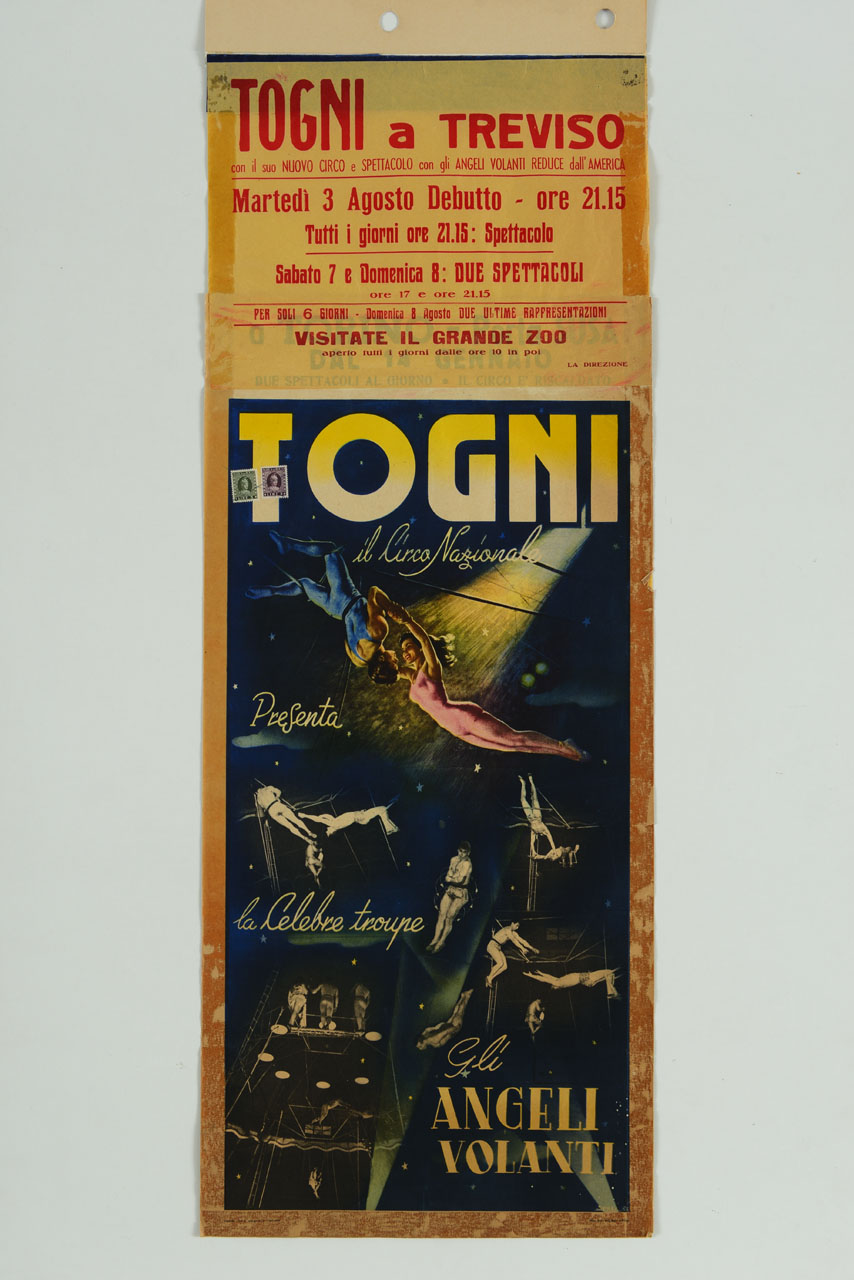 TOGNI a TREVISO
con il suo NUOVO CIRCO e SPETTACOLO con gli ANGELI VOLANTI REDUCE dall'AMERICA
Martedì 3 Agosto Debutto - ore 21.15
Tutti i giorni ore 21.15: Spettacolo
Sabato 7 e Domenica 8: DUE SPETTACOLI
ore 17 e ore 21.15
PER SOLI 6 GIORNI - Domenica 8 Agosto DUE ULTIME RAPPRESENTAZIONI
VISITATE IL GRANDE ZOO
aperto tutti i giorni dalle ore 10 in poi
LA DIREZIONE
DAL 14 GENNAIO
DUE SPETTACOLI AL GIORNO • IL CIRCO E' RISCALDATO
TOGNI
il Circo Nazionale
Presenta
la Celebre troupe
Gli
ANGELI
VOLANTI